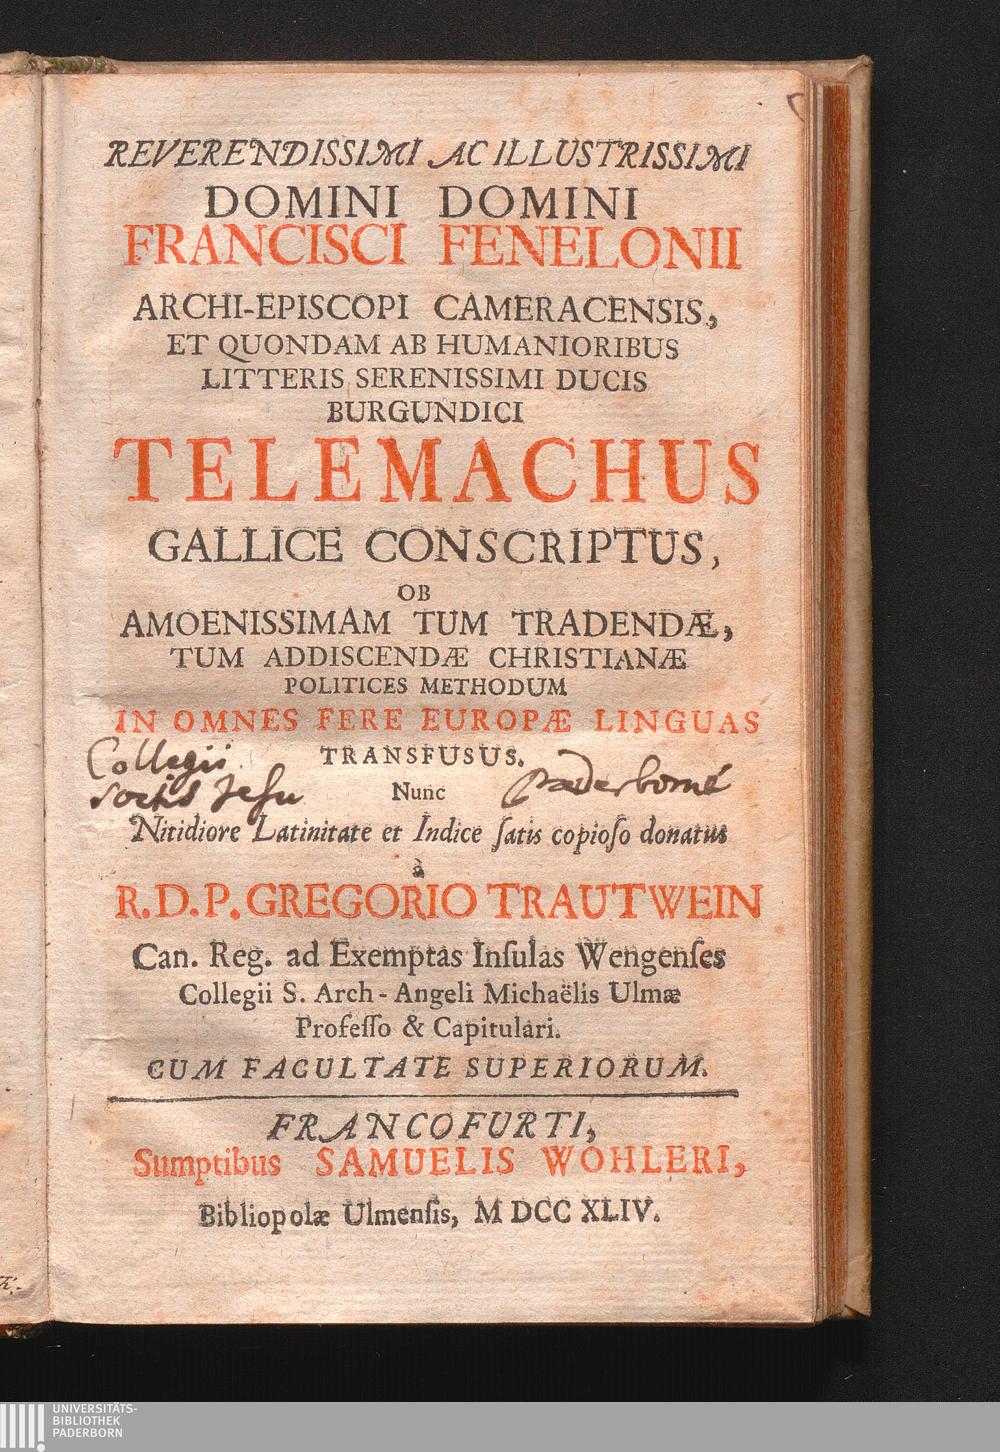 REVERENDISSIMI AC ILLUSTRISSIMI
DOMINI DOMINI
FRANCISCI FENELONII
ARCHI-EPISCOPI CAMERACENSIS,
ET QUONDAM AB HUMANIORIBUS
LITTERIS SERENISSIMI DUCIS
BURGUNDICI
TELEMACHUS
GALLICE CONSCRIPTUS,
OB
AMOENISSIMAM TUM TRADENDÆ,
TUM ADDISCENDÆ CHRISTIANÆ
POLITICES METHODUM
IN OMNES FERE EUROPÆ LINGUAS
TRANSFUSUS.
Collegii
Societ Jesu
Paderbornæ
Nunc
Nitidiore Latinitate et Indice ſatis copioſo donatus
à
R.D.P. GREGORIO TRAUTWEIN
Can. Reg. ad Exemptas Inſulas Wengenſes
Collegii S. Arch-Angeli Michaëlis Ulmæ
Profeſſo & Capitulari.
CUM FACULTATE SUPERIORUM.
FRANCOFURTI,
Sumptibus SAMUELIS WOHLERI,
Bibliopolæ Ulmenſis, M DCC XLIV.
UNIVERSITÄTS-
BIBLIOTHEK
PADERBORN